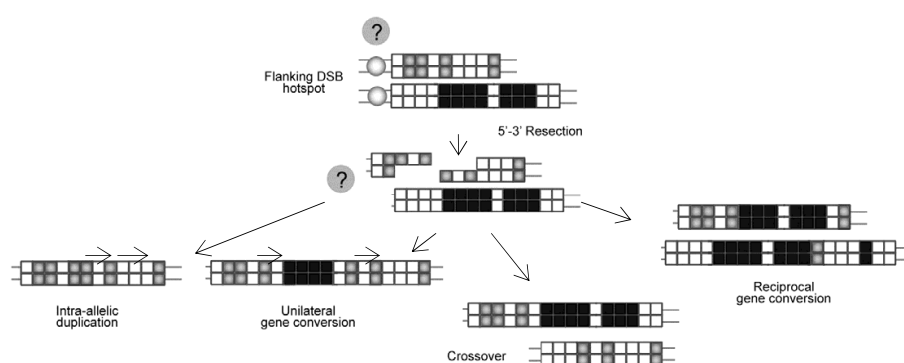 ?
Flanking DSB
hotspot
5'-3' Resection
?
Intra-allelic
duplication
Unilateral
gene conversion
Reciprocal
gene conversion
Crossover